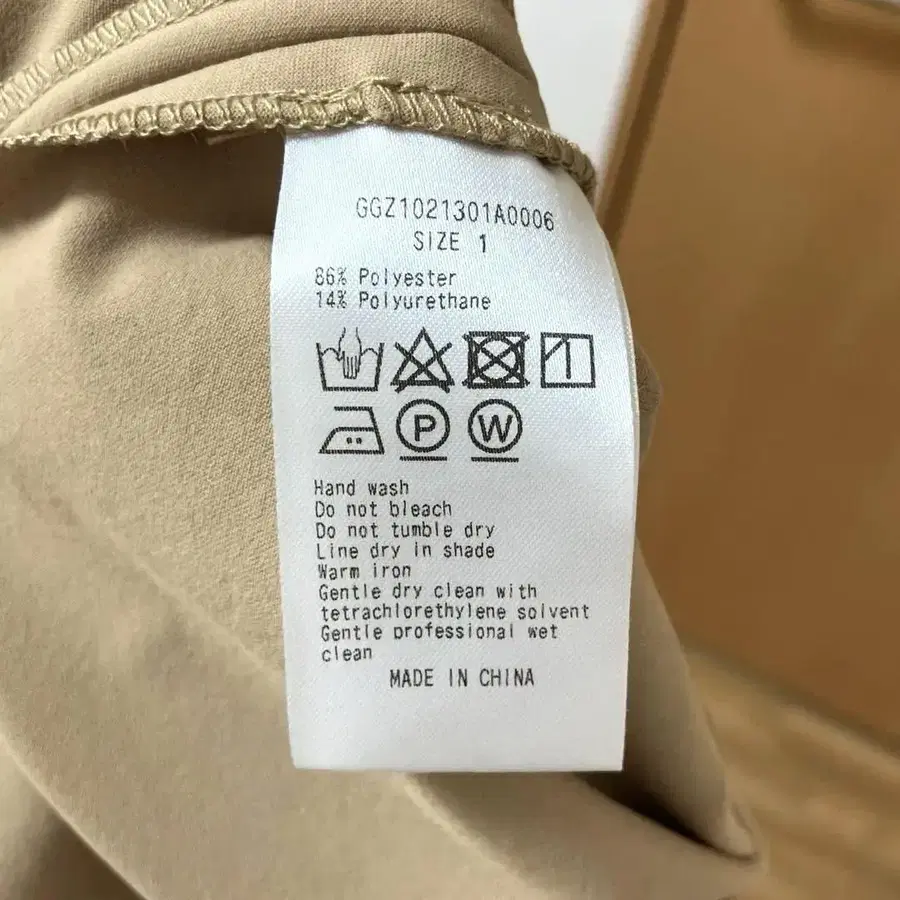 GGZ1021301A0006
SIZE 1
86% Polyester
14% Polyurethane
P W
Hand wash
Do not bleach
Do not tumble dry
Line dry in shade
Warm iron
Gentle dry clean with
tetrachlorethylene solvent
Gentle professional wet
clean
MADE IN CHINA